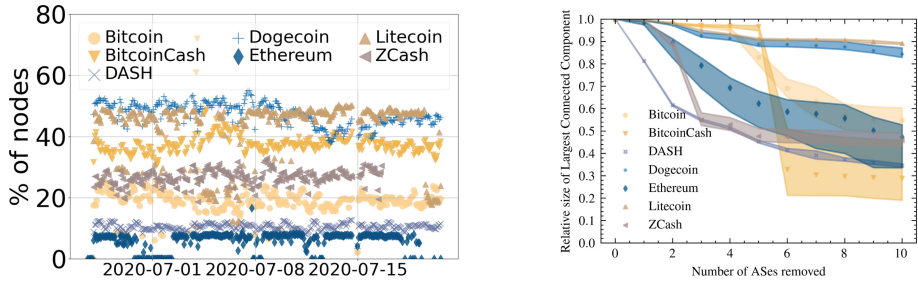 80
60
40
20
0
% of nodes
Bitcoin
BitcoinCash
DASH
Dogecoin
Ethereum
Litecoin
ZCash
2020-07-01 2020-07-08 2020-07-15
Relative size of Largest Connected Component
1.0
0.9
0.8
0.7
0.6
0.5
0.4
0.3
0.2
0.1
0.0
Bitcoin
BitcoinCash
DASH
Dogecoin
Ethereum
Litecoin
ZCash
0 2 4 6 8 10
Number of ASes removed